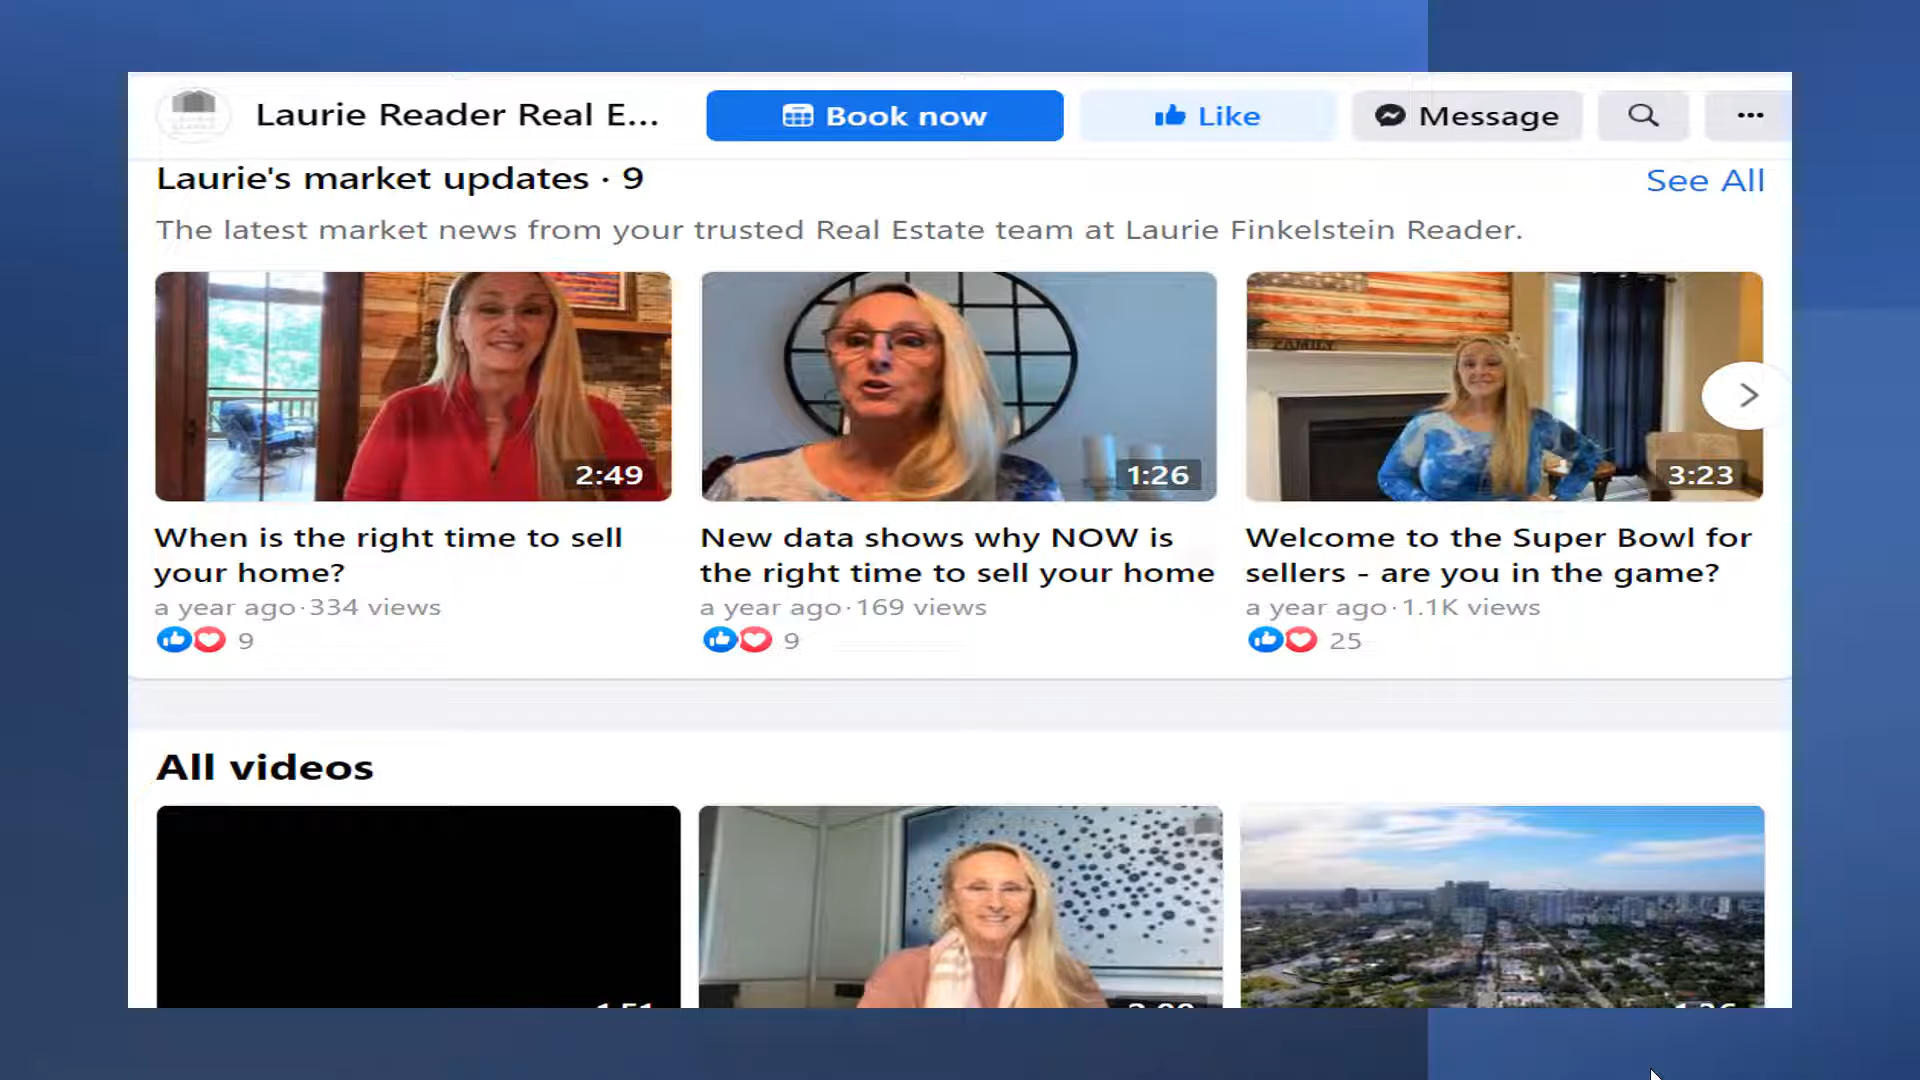 Laurie Reader Real E...
Book now
Like
Message
Laurie's market updates · 9
See All
The latest market news from your trusted Real Estate team at Laurie Finkelstein Reader.
FAMILY
2:49
1:26
3:23
When is the right time to sell
your home?
a year ago·334 views
9
New data shows why NOW is
the right time to sell your home
a year ago·169 views
9
Welcome to the Super Bowl for
sellers - are you in the game?
a year ago·1.1K views
25
All videos